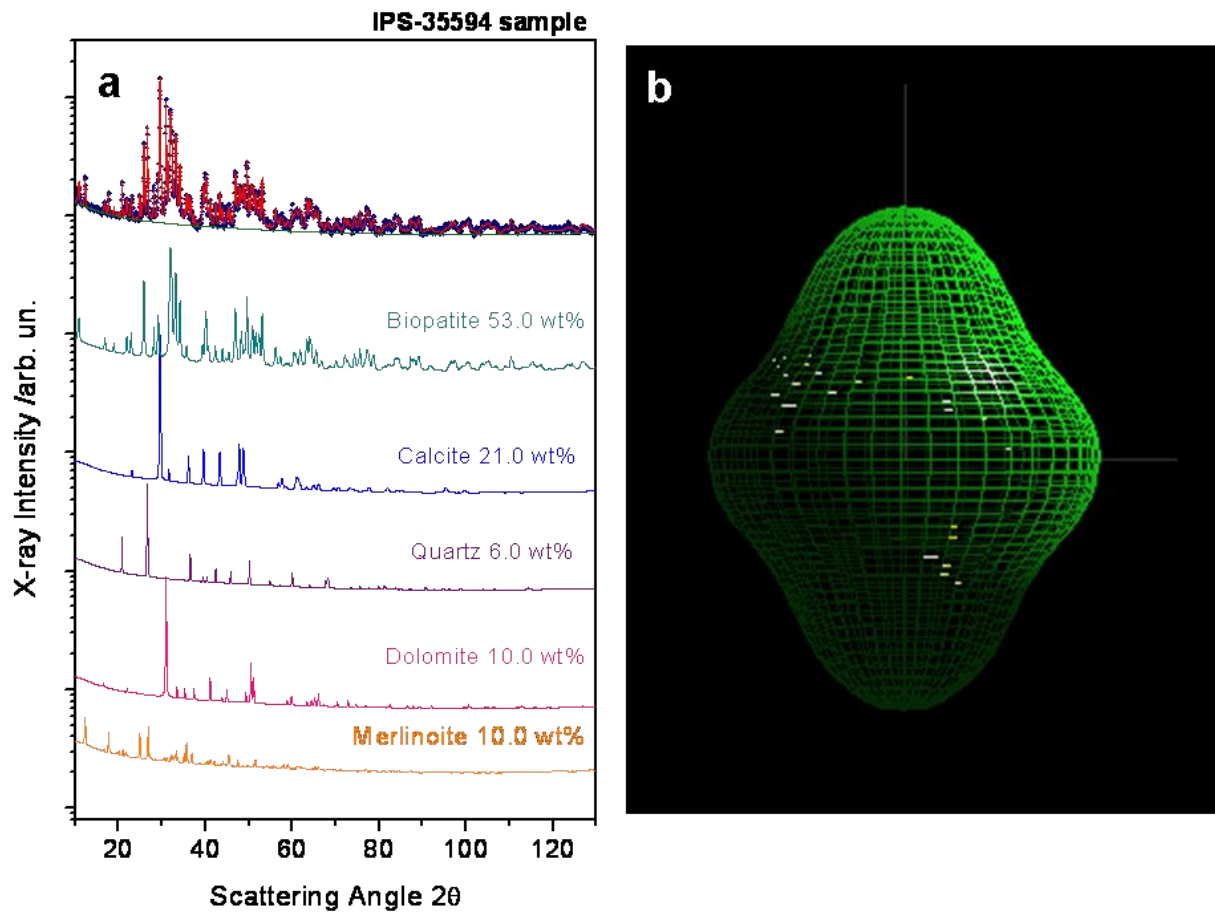 IPS-35594 sample
a
b
Biopatite 53.0 wt%
Calcite 21.0 wt%
Quartz 6.0 wt%
Dolomite 10.0 wt%
Merlinoite 10.0 wt%
X-ray Intensity /arb. un.
20 40 60 80 100 120
Scattering Angle 2θ